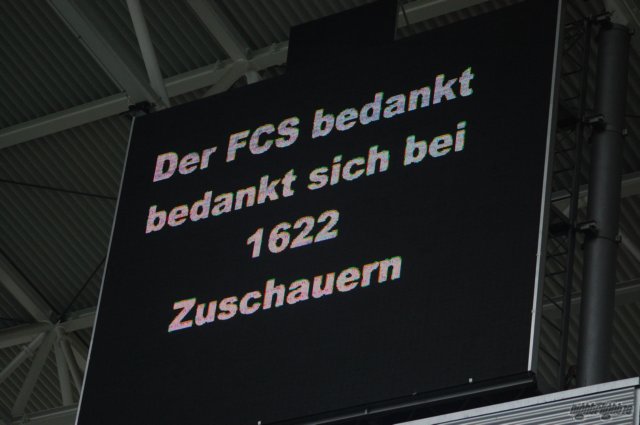 Der FCS bedankt
bedankt sich bei
1622
Zuschauern